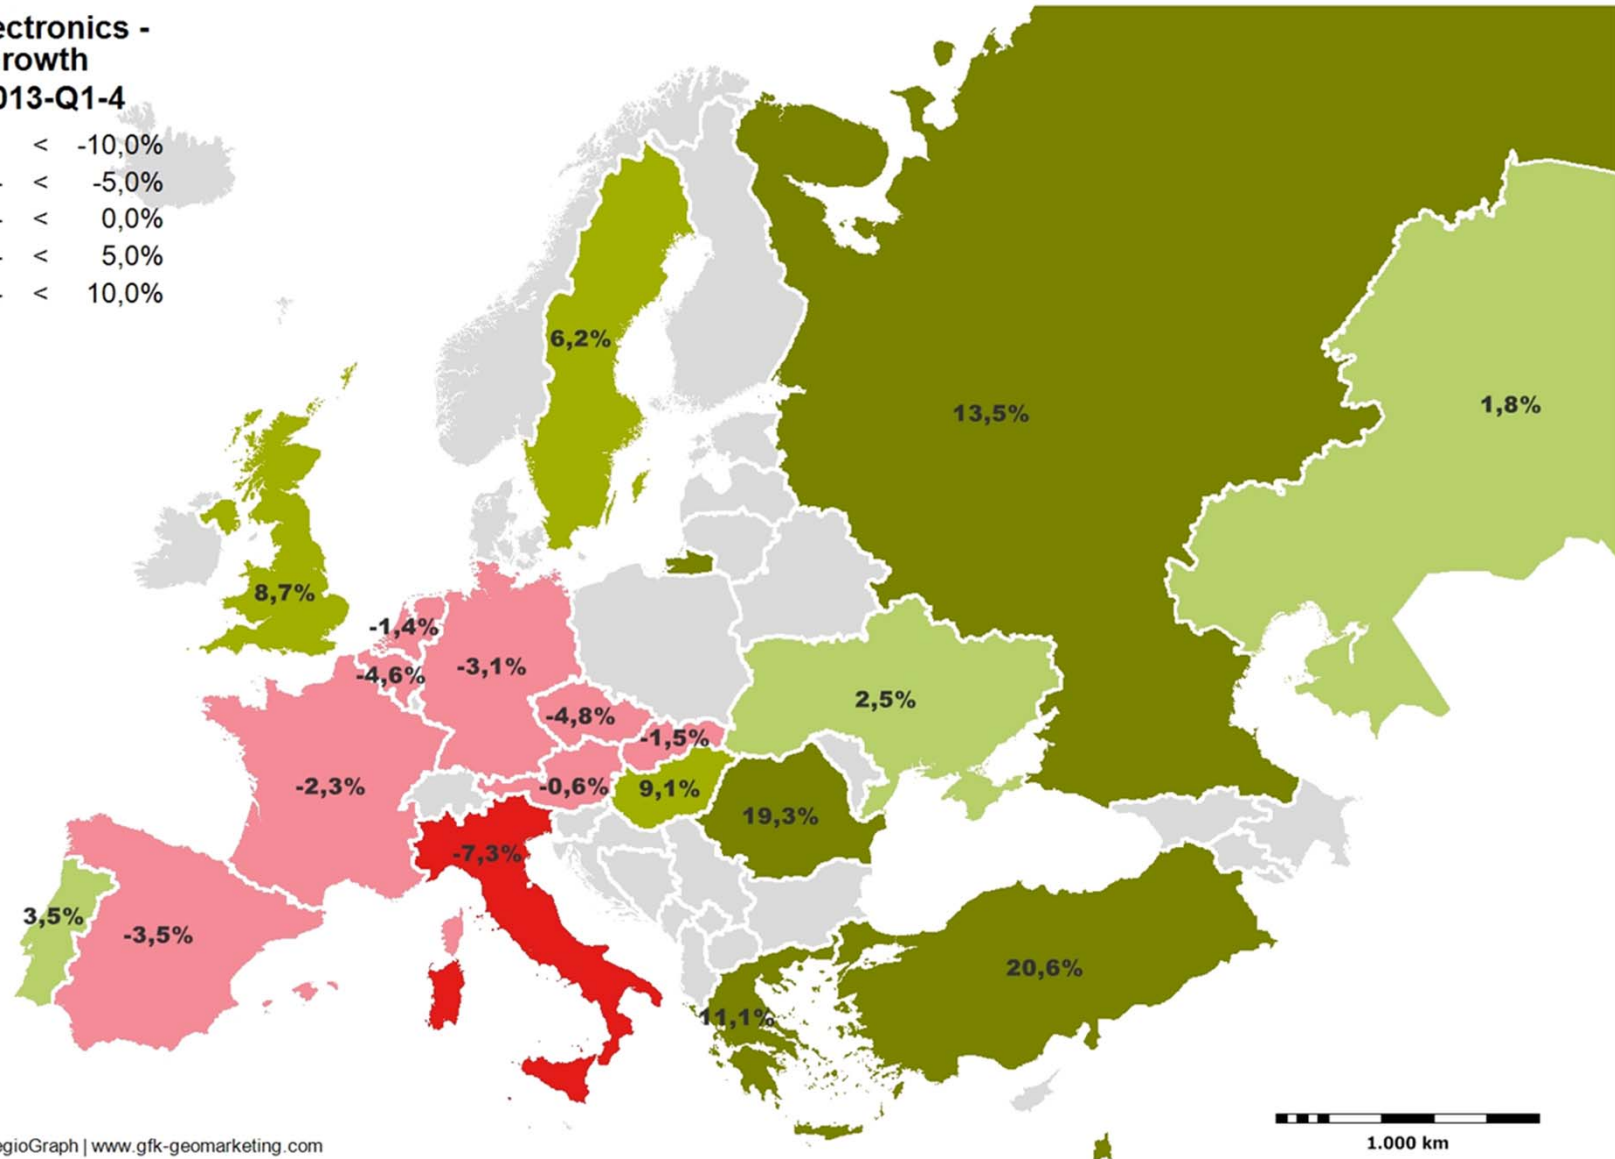 ectronics -
rowth
013-Q1-4
< -10,0%
- < -5,0%
- < 0,0%
- < 5,0%
- < 10,0%
6,2%
13,5%
1,8%
8,7%
-1,4%
-3,1%
-4,6%
2,5%
-4,8%
-1,5%
-2,3%
-0,6%
9,1%
19,3%
-7,3%
3,5%
-3,5%
20,6%
11,1%
1.000 km
egioGraph | www.gfk-geomarketing.com